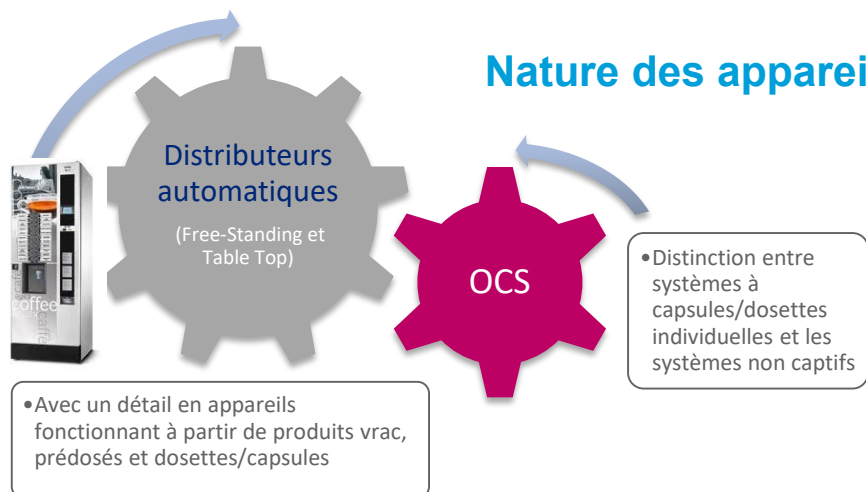 Nature des apparei
Distributeurs
automatiques
(Free-Standing et
Table Top)
OCS
coffee
•Distinction entre
systèmes à
capsules/dosettes
individuelles et les
systèmes non captifs
•Avec un détail en appareils
fonctionnant à partir de produits vrac,
prédosés et dosettes/capsules